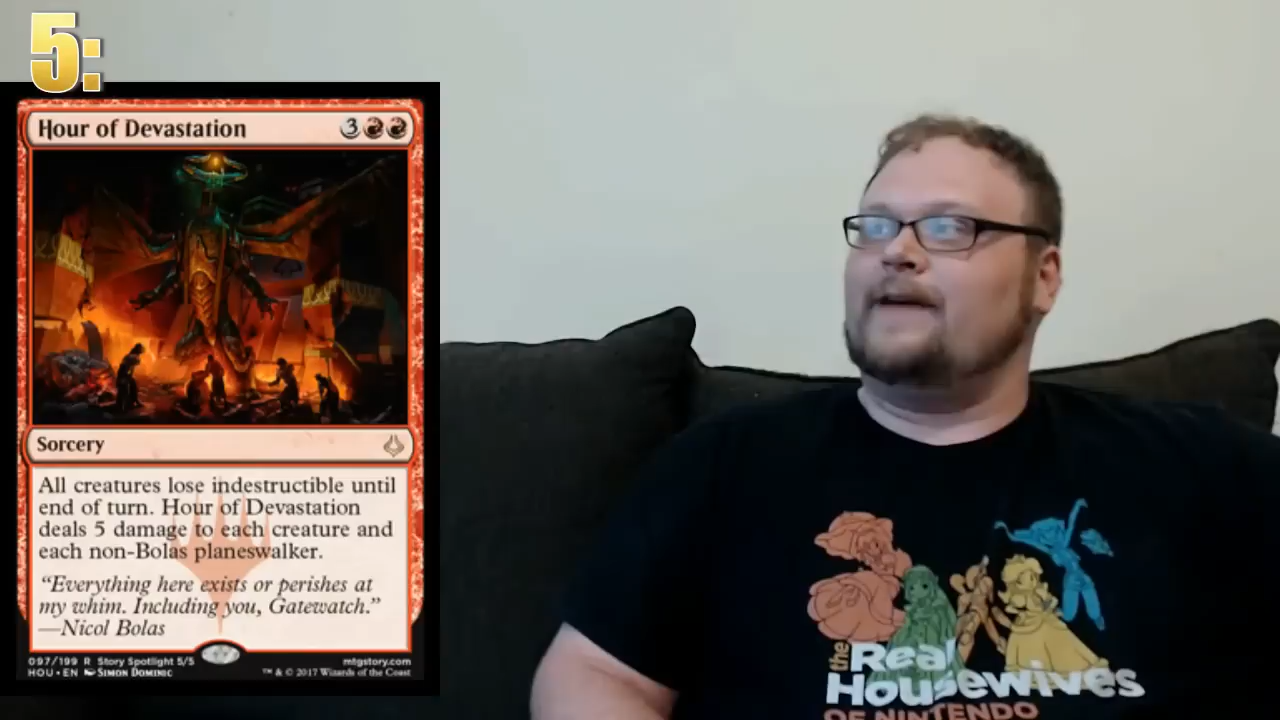 5:
Hour of Devastation 3
Sorcery
All creatures lose indestructible until
end of turn. Hour of Devastation
deals 5 damage to each creature and
each non-Bolas planeswalker.
“Everything here exists or perishes at
my whim. Including you, Gatewatch.”
—Nicol Bolas
097/199 R Story Spotlight 5/5
mtgstory.com
HOU • EN Simon Dominic
™ & © 2017 Wizards of the Coast
the
Real
Housewives
OF NINTENDO